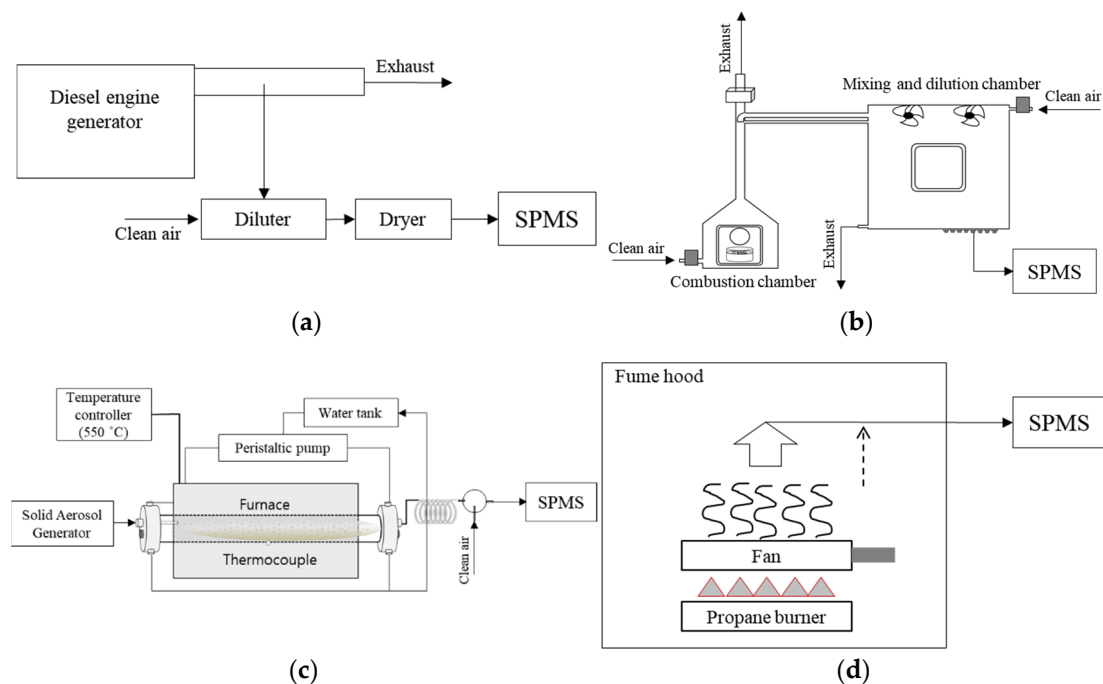 Exhaust
Diesel engine
generator
Clean air
Diluter
Dryer
SPMS
(a)
Exhaust
Mixing and dilution chamber
Clean air
Clean air
Combustion chamber
Exhaust
SPMS
(b)
Temperature
controller
(550 ˚C)
Water tank
Peristaltic pump
Furnace
Solid Aerosol
Generator
Thermocouple
Clean air
SPMS
(c)
Fume hood
SPMS
Fan
Propane burner
(d)